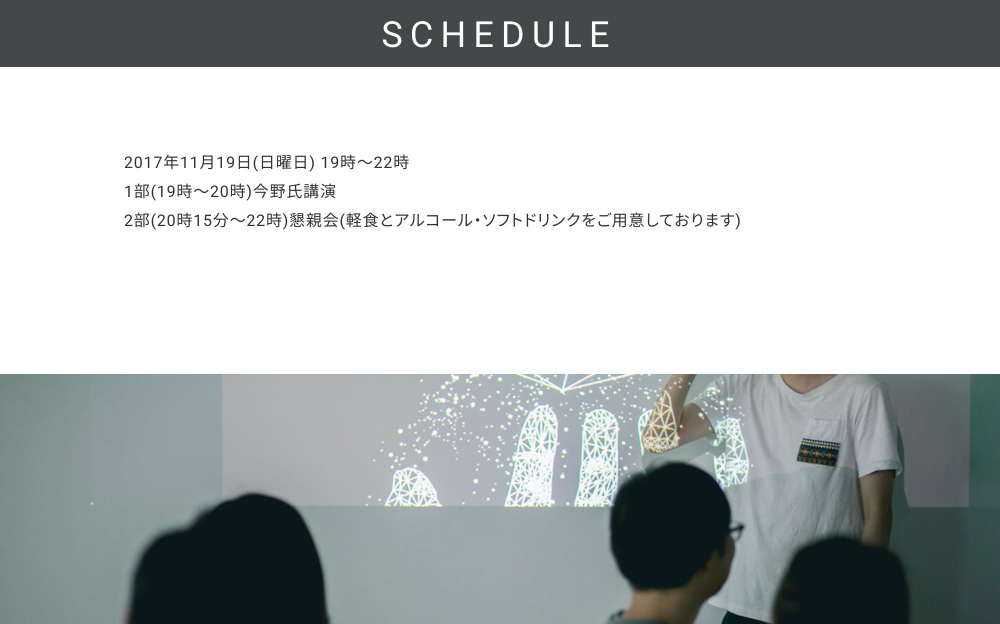 SCHEDULE
2017年11月19日(日曜日) 19時〜22時
1部(19時〜20時)今野氏講演
2部(20時15分〜22時)懇親会(軽食とアルコール・ソフトドリンクをご用意しております)